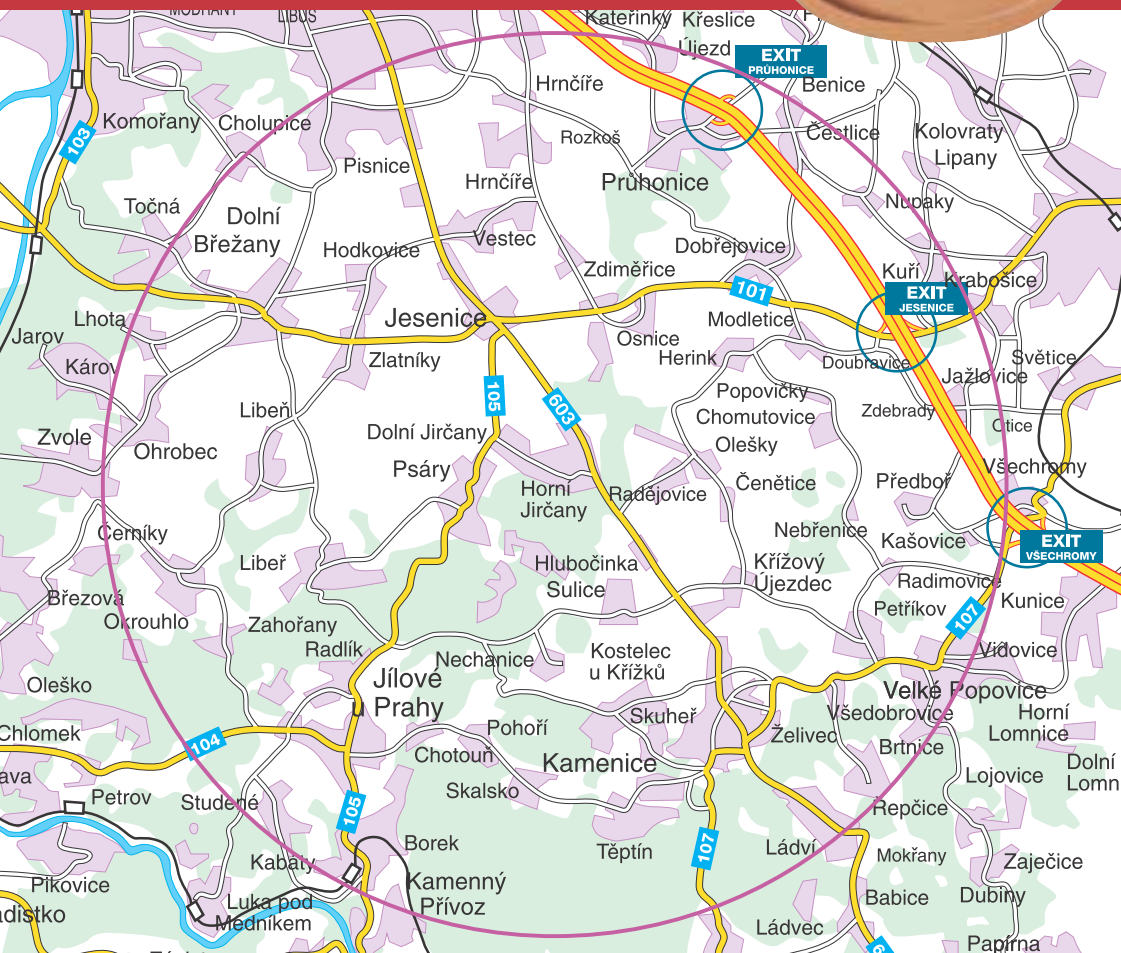 MODŘANY
LIBUŠ
Kateřinky
Křeslice
Újezd
EXIT
PRŮHONICE
Hrnčíře
Benice
Komořany
Cholupice
Rozkoš
Čestlice
Kolovraty
Lipany
103
Pisnice
Hrnčíře
Průhonice
Nupaky
Točná
Dolní
Břežany
Hodkovice
Vestec
Dobřejovice
Zdiměřice
Kuří
Krabošice
101
EXIT
JESENICE
Lhota
Jesenice
Modletice
Jarov
Osnice
Zlatníky
Herink
Doubravice
Světice
Károv
Jažlovice
105
603
Popovičky
Chomutovice
Zdebrady
Libeň
Otice
Zvole
Dolní Jirčany
Olešky
Ohrobec
Psáry
Všechromy
Horní
Jirčany
Radějovice
Čenětice
Předboř
Černíky
Nebřenice
Kašovice
EXIT
VŠECHROMY
Libeř
Hlubočinka
Sulice
Křížový
Újezdec
Radimovice
Březová
Okrouhlo
Petříkov
107
Kunice
Zahořany
Radlík
Nechanice
Kostelec
u Křížků
Vidovice
Oleško
Jílové
u Prahy
Velké Popovice
Skuheř
Všedobrovice
Horní
Lomnice
Chlomek
104
Pohoří
Želivec
Brtnice
Chotouň
Kamenice
Dolní
Lomn
ava
Lojovice
Petrov
Studené
Skalsko
105
Řepčice
107
Borek
Těptín
Ládví
Mokřany
Zaječice
Kabáty
Pikovice
Kamenný
Přívoz
Babice
Dubiny
Luka pod
Medníkem
adistko
Ládvec
Papírna